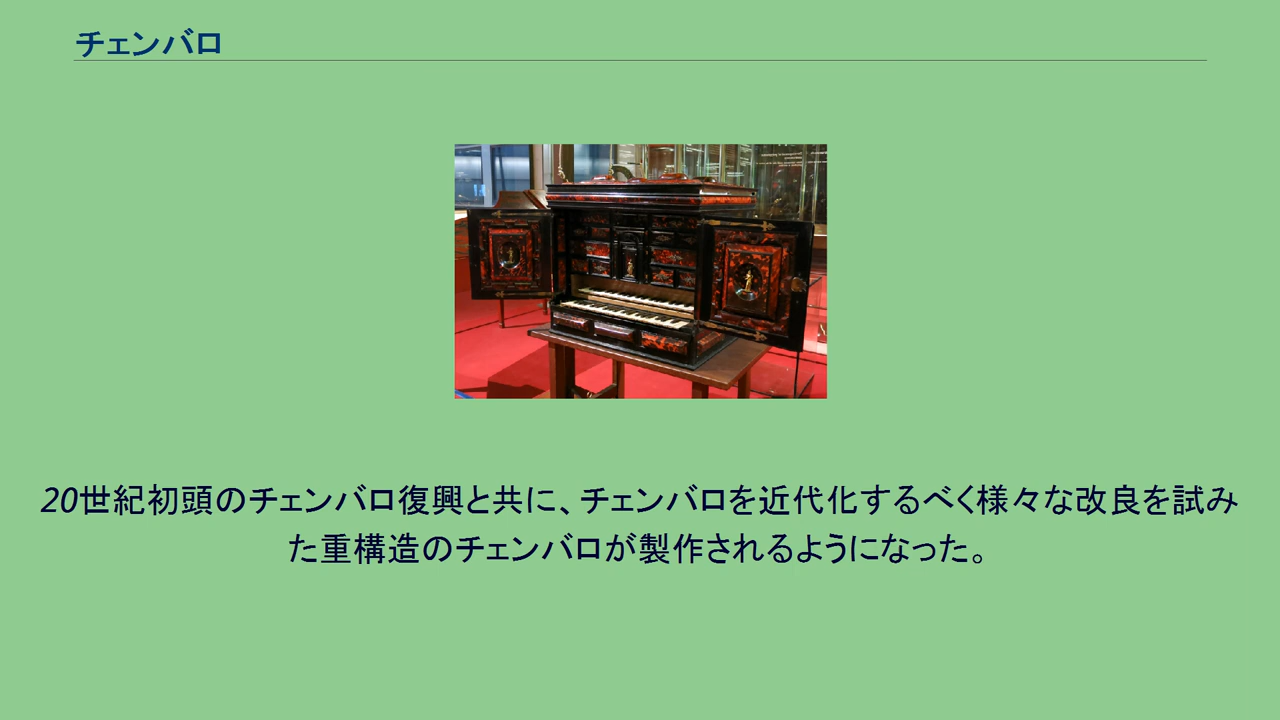 チェンバロ
20世紀初頭のチェンバロ復興と共に、チェンバロを近代化するべく様々な改良を試み
た重構造のチェンバロが製作されるようになった。